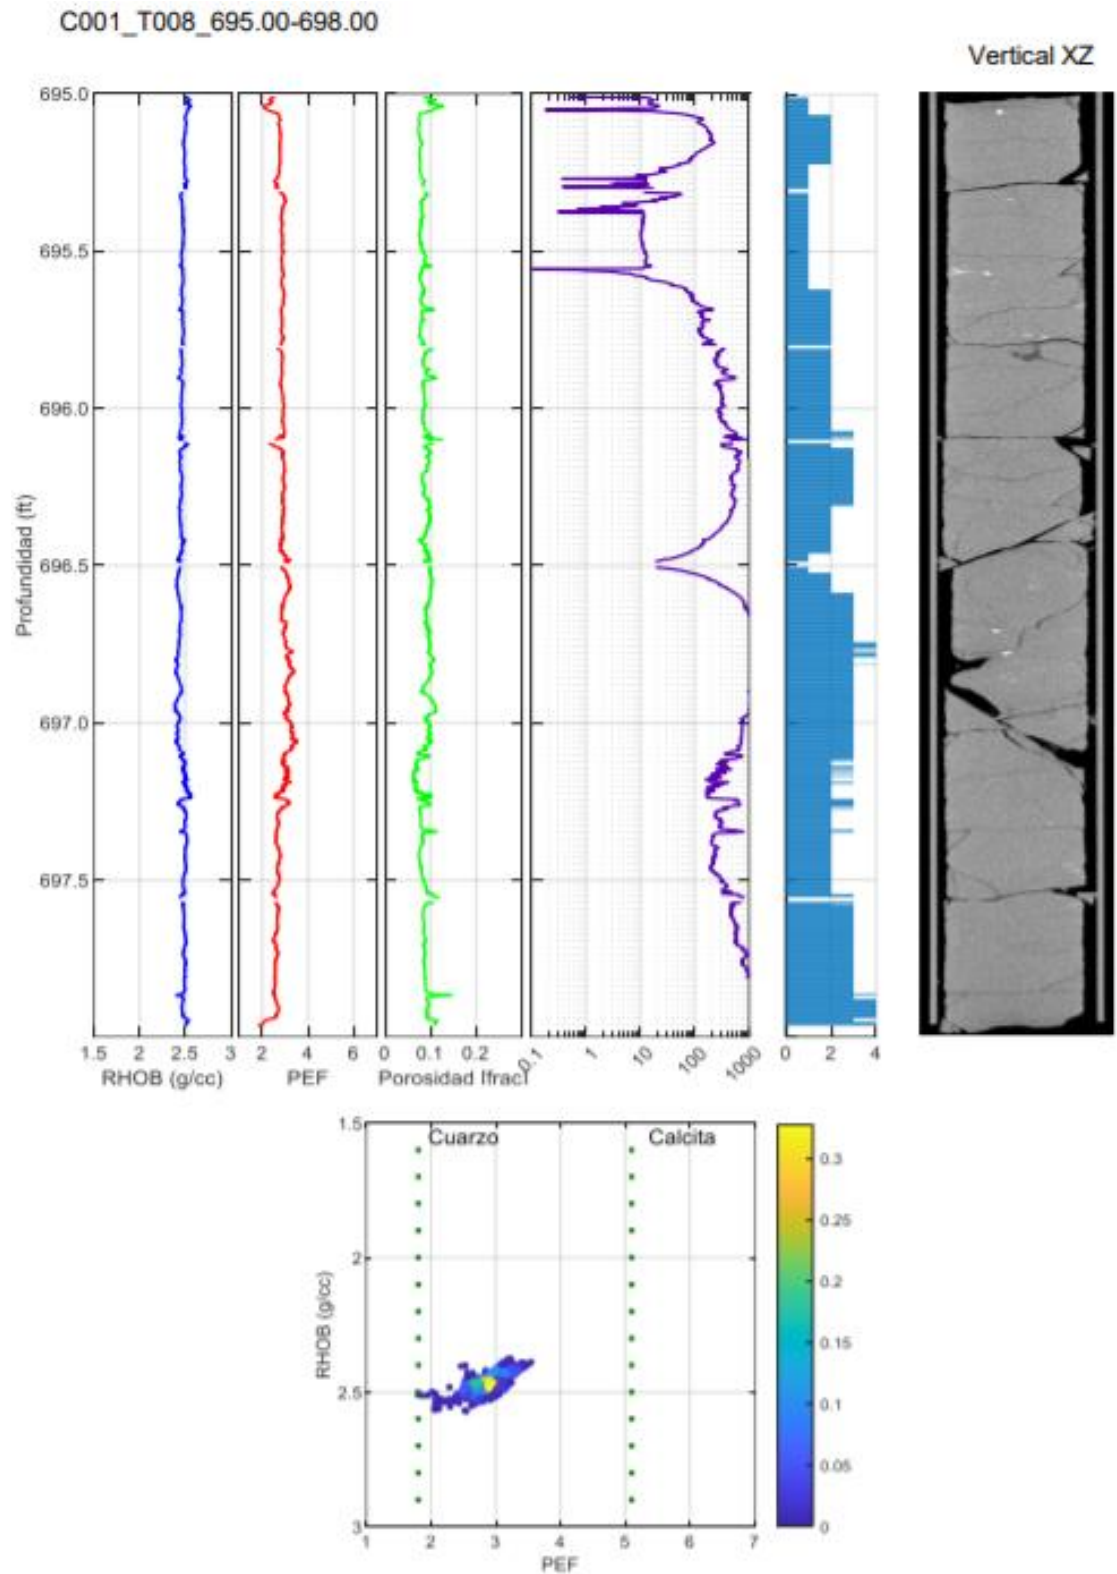 C001_T008_695.00-698.00
Vertical XZ
695.0
695.5
696.0
696.5
697.0
697.5
Profundidad (ft)
1.5 2 2.5 3
2 4 6
0 0.1 0.2
0.1 1 10 100 1000
0 2 4
RHOB (g/cc)
PEF
Porosidad
Cuarzo
Calcita
1.5
2
2.5
3
RHOB (g/cc)
1 2 3 4 5 6 7
PEF
0.3
0.25
0.2
0.15
0.1
0.05
0